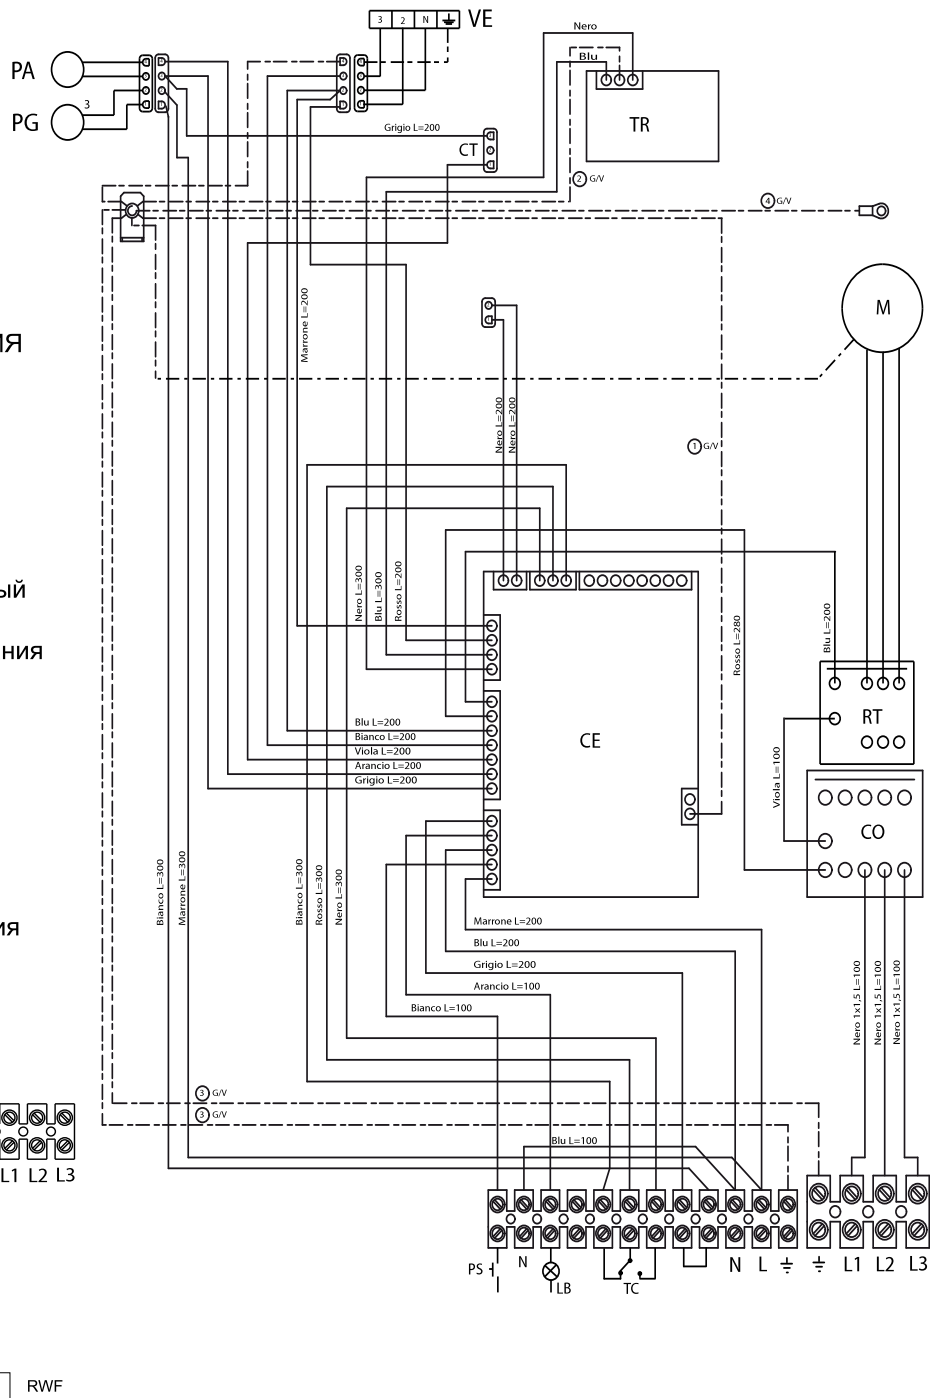 3 2 N VE
Nero
Blu
PA
3
PG
TR
Grigio L=200
CT
2 G/V
4 G/V
Marrone L=200
M
ИЯ
Nero L=200
Nero L=200
1 G/V
Nero L=300
Blu L=300
Rosso L=200
ый
ния
Rosso L=280
Blu L=200
RT
Blu L=200
Bianco L=200
Viola L=200
Arancio L=200
Grigio L=200
CE
Viola L=100
CO
Bianco L=300
Marrone L=300
Bianco L=300
Rosso L=300
Nero L=300
ия
Marrone L=200
Blu L=200
Grigio L=200
Arancio L=100
Bianco L=100
Nero 1x1,5 L=100
Nero 1x1,5 L=100
Nero 1x1,5 L=100
3 G/V
3 G/V
Blu L=100
L1 L2 L3
PS
N
LB
TC
N L
L1 L2 L3
RWF